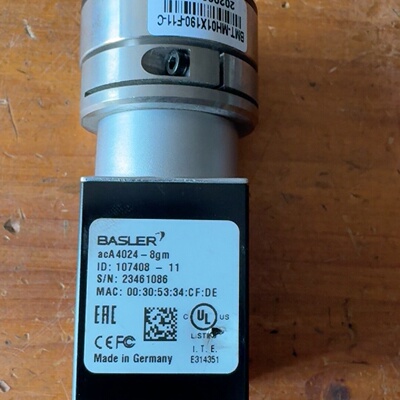 BNT-MH01X190-F11-C
BASLER
acA4024-8gm
ID: 107408 - 11
S/N: 23461086
MAC: 00:30:53:34:CF:DE
EAC
C UL US
LISTED
CE FC
I.T.E.
Made in Germany
E314351